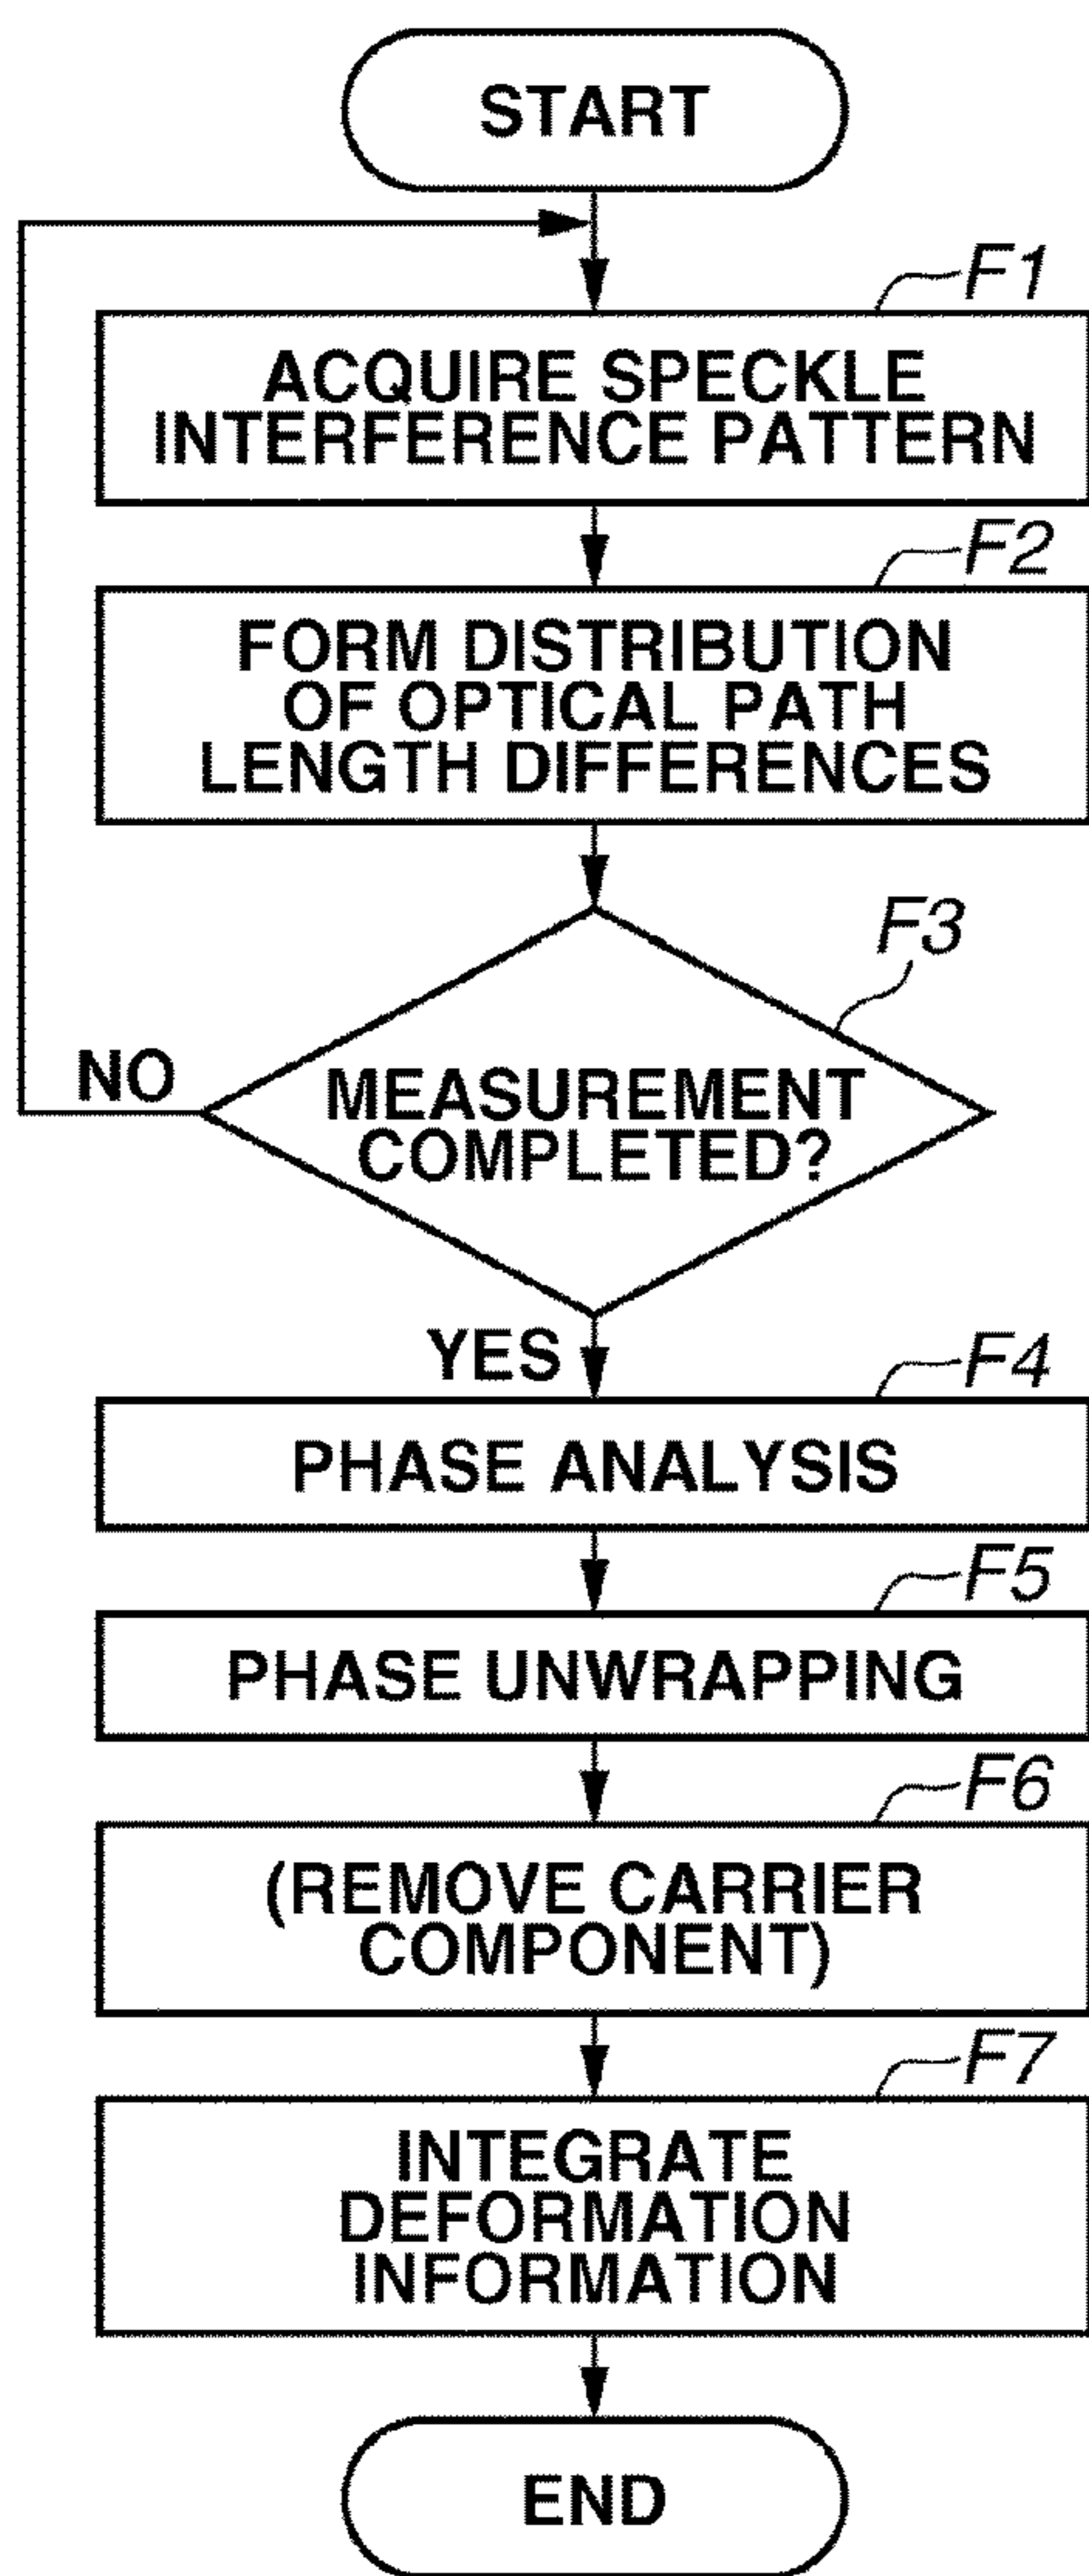 START
F1
ACQUIRE SPECKLE
INTERFERENCE PATTERN
F2
FORM DISTRIBUTION
OF OPTICAL PATH
LENGTH DIFFERENCES
F3
NO
MEASUREMENT
COMPLETED?
YES
F4
PHASE ANALYSIS
F5
PHASE UNWRAPPING
F6
(REMOVE CARRIER
COMPONENT)
F7
INTEGRATE
DEFORMATION
INFORMATION
END